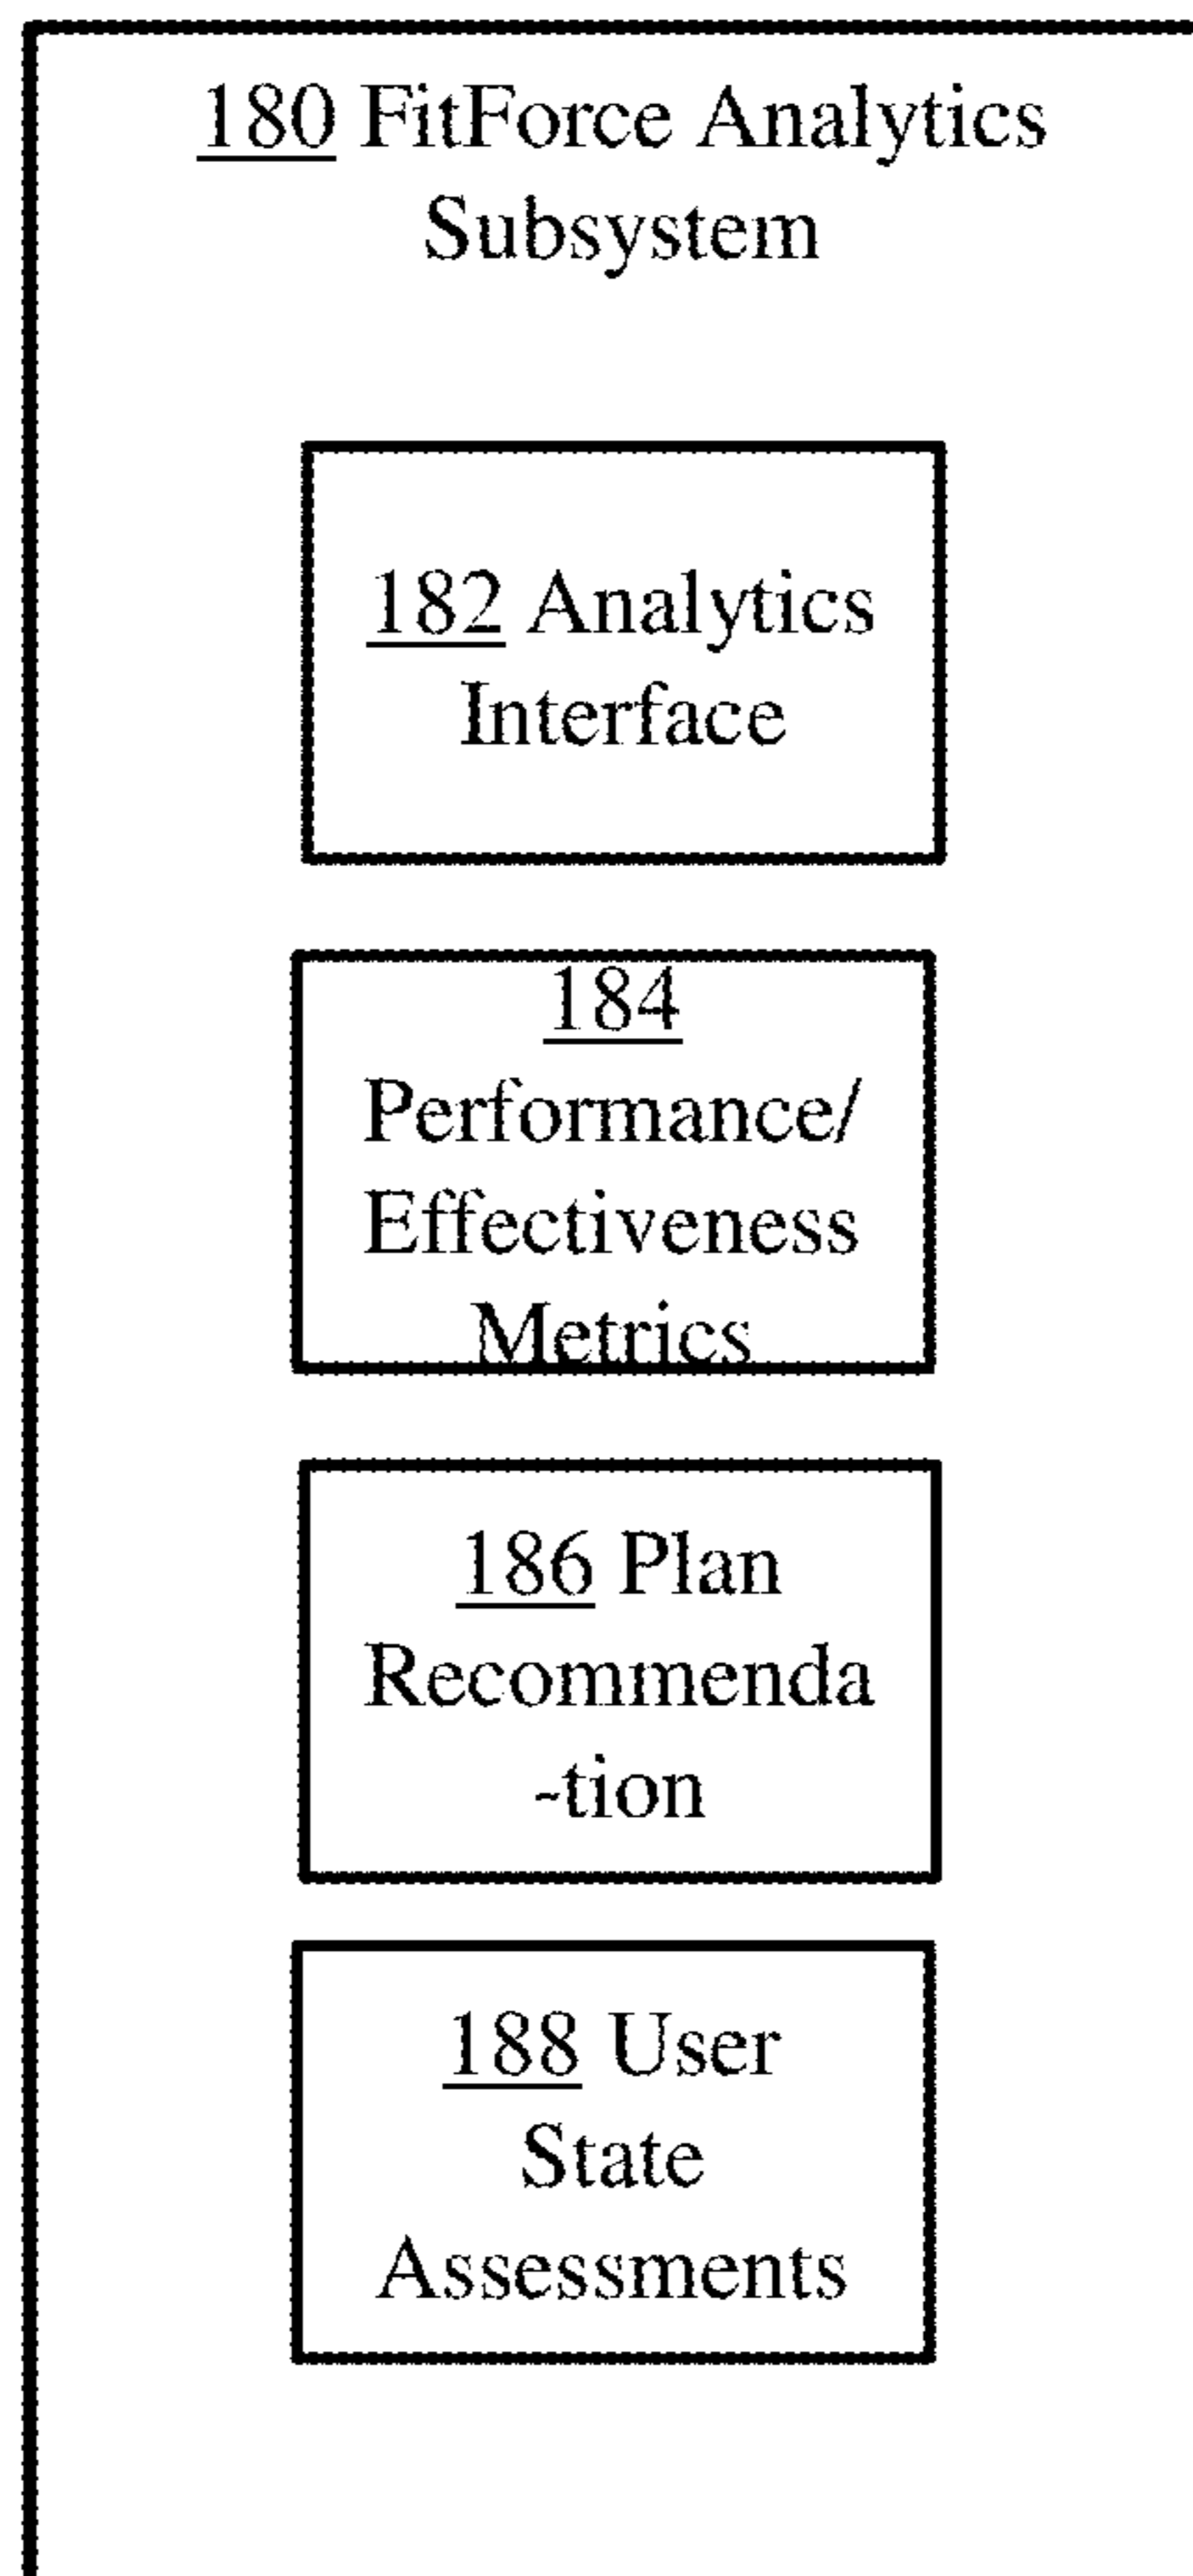 180 FitForce Analytics
Subsystem
182 Analytics
Interface
184
Performance/
Effectiveness
Metrics
186 Plan
Recommenda
-tion
188 User
State
Assessments